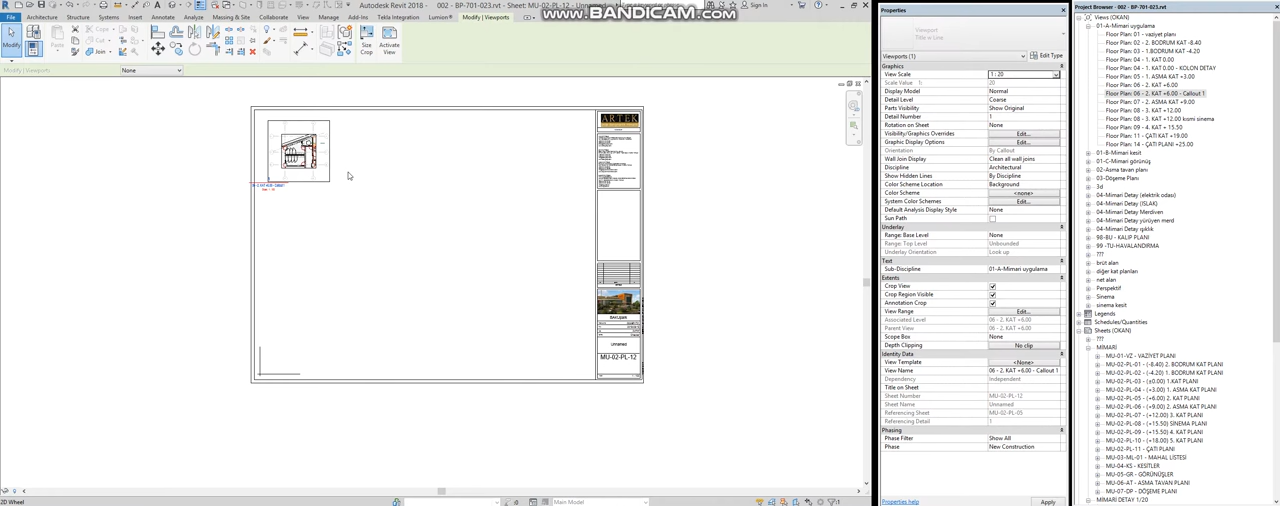 Autodesk Revit 2018 -
002 - BP-701-023.rvt - Sheet: MU-02-PL-12 - Unnamed
www.BANDICAM.com
Sign In
Architecture
Structure
Systems
Insert
Annotate
Analyze
Massing & Site
Collaborate
View
Manage
Add-Ins
Tekla Integration
Lumion®
Modify | Viewports
Modify
Paste
Join
Size
Crop
Activate
View
Modify | Viewports
None
ARTEK
Unnamed
MU-02-PL-12
2D Wheel
Main Model
Properties
Viewport
Title w Line
Viewports (1)
Edit Type
Graphics
View Scale 1 : 20
Scale Value 1: 20
Display Model Normal
Detail Level Coarse
Parts Visibility Show Original
Detail Number 1
Rotation on Sheet None
Visibility/Graphics Overrides Edit...
Graphic Display Options Edit...
Orientation By Callout
Wall Join Display Clean all wall joins
Discipline Architectural
Show Hidden Lines By Discipline
Color Scheme Location Background
Color Scheme <none>
System Color Schemes Edit...
Default Analysis Display Style None
Sun Path
Underlay
Range: Base Level None
Range: Top Level Unbounded
Underlay Orientation Look up
Text
Sub-Discipline 01-A-Mimari uygulama
Extents
Crop View
Crop Region Visible
Annotation Crop
View Range Edit...
Associated Level 06 - 2. KAT +6.00
Parent View 06 - 2. KAT +6.00
Scope Box None
Depth Clipping No clip
Identity Data
View Template <None>
View Name 06 - 2. KAT +6.00 - Callout 1
Dependency Independent
Title on Sheet
Sheet Number MU-02-PL-12
Sheet Name Unnamed
Referencing Sheet MU-02-PL-05
Referencing Detail 1
Phasing
Phase Filter Show All
Phase New Construction
Properties help
Apply
Project Browser - 002 - BP-701-023.rvt
Views (OKAN)
01-A-Mimari uygulama
Floor Plan: 01 - vaziyet planı
Floor Plan: 02 - 2. BODRUM KAT -8.40
Floor Plan: 03 - 1.BODRUM KAT -4.20
Floor Plan: 04 - 1. KAT 0.00
Floor Plan: 04 - 1. KAT 0.00 - KOLON DETAY
Floor Plan: 05 - 1. ASMA KAT +3.00
Floor Plan: 06 - 2. KAT +6.00
Floor Plan: 06 - 2. KAT +6.00 - Callout 1
Floor Plan: 07 - 2. ASMA KAT +9.00
Floor Plan: 08 - 3. KAT +12.00
Floor Plan: 08 - 3. KAT +12.00 kısmi sinema
Floor Plan: 09 - 4. KAT + 15.50
Floor Plan: 11 - ÇATI KAT +19.00
Floor Plan: 14 - ÇATI PLANI +25.00
01-B-Mimari kesit
01-C-Mimari görünüş
02-Asma tavan planı
03-Döşeme Planı
3d
04-Mimari Detay (elektrik odası)
04-Mimari Detay (ISLAK)
04-Mimari Detay Merdiven
04-Mimari Detay yürüyen merd
04-Mimari Detay ışıklık
98-BU - KALIP PLANI
99 -TU-HAVALANDIRMA
???
brüt alan
diğer kat planları
net alan
Perspektif
Sinema
sinema kesit
Legends
Schedules/Quantities
Sheets (OKAN)
???
MİMARİ
MU-01-VZ - VAZİYET PLANI
MU-02-PL-01 - (-8.40) 2. BODRUM KAT PLANI
MU-02-PL-02 - (-4.20) 1. BODRUM KAT PLANI
MU-02-PL-03 - (±0.00) 1.KAT PLANI
MU-02-PL-04 - (+3.00) 1. ASMA KAT PLANI
MU-02-PL-05 - (+6.00) 2. KAT PLANI
MU-02-PL-06 - (+9.00) 2. ASMA KAT PLANI
MU-02-PL-07 - (+12.00) 3. KAT PLANI
MU-02-PL-08 - (+15.50) SİNEMA PLANI
MU-02-PL-09 - (+15.50) 4. KAT PLANI
MU-02-PL-10 - (+18.00) 5. KAT PLANI
MU-02-PL-11 - ÇATI PLANI
MU-03-ML-01 - MAHAL LİSTESİ
MU-04-KS - KESİTLER
MU-05-GR - GÖRÜNÜŞLER
MU-06-AT - ASMA TAVAN PLANI
MU-07-DP - DÖŞEME PLANI
MİMARİ DETAY 1/20